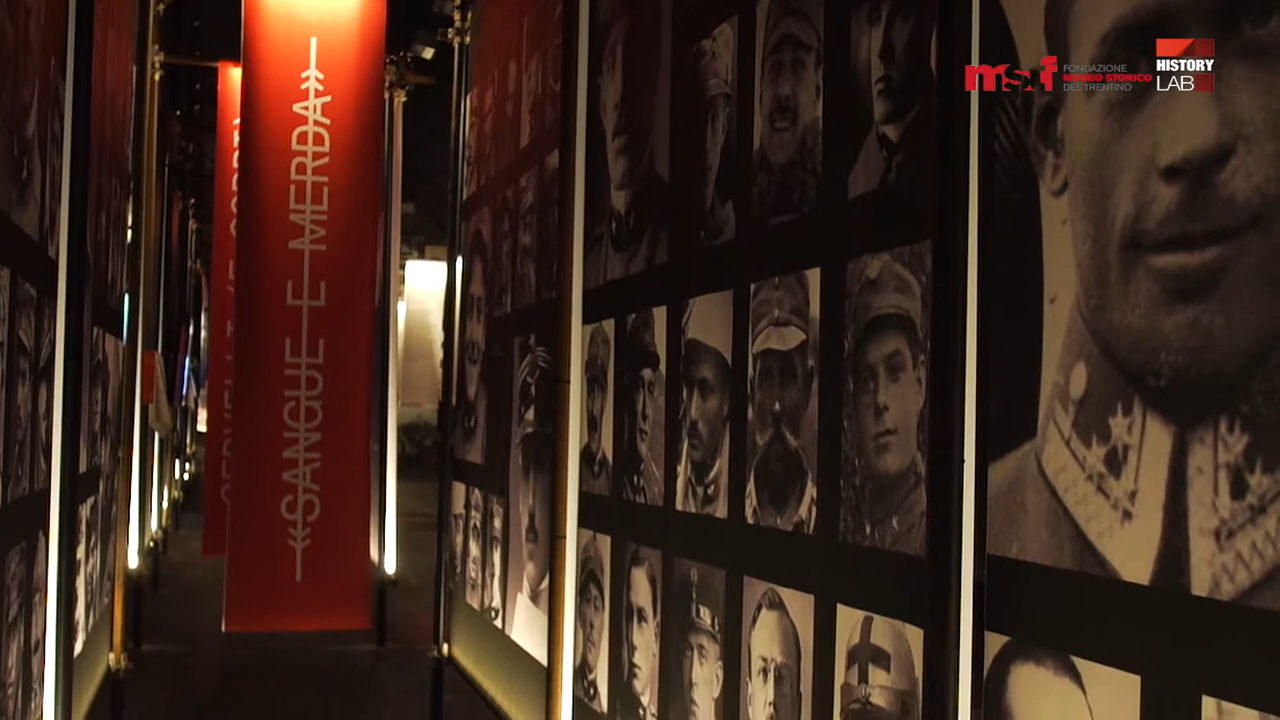 SANGUE E MERDA
msf
FONDAZIONE
MUSEO STORICO
DEL TRENTINO
HISTORY
LAB